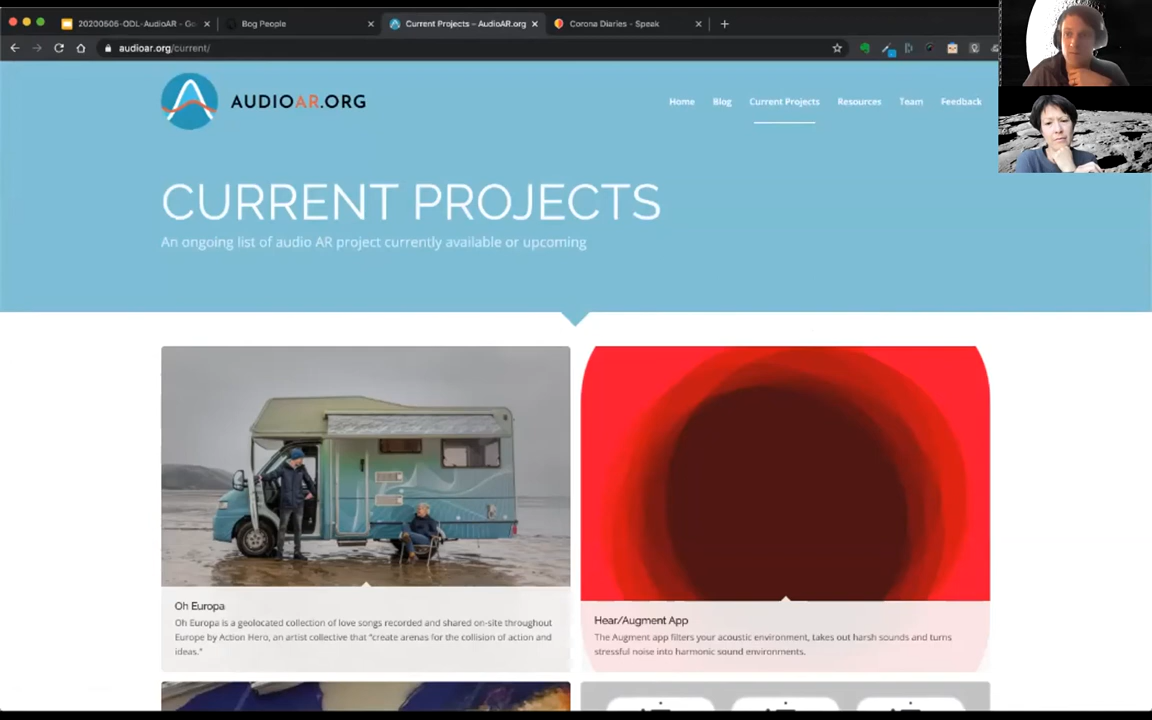 20200505-ODL-AudioAR - Go
Bog People
Current Projects – AudioAR.org
Corona Diaries - Speak
audioar.org/current/
AUDIOAR.ORG
Home
Blog
Current Projects
Resources
Team
Feedback
CURRENT PROJECTS
An ongoing list of audio AR project currently available or upcoming
Oh Europa
Oh Europa is a geolocated collection of love songs recorded and shared on-site throughout
Europe by Action Hero, an artist collective that "create arenas for the collision of action and
ideas."
Hear/Augment App
The Augment app filters your acoustic environment, takes out harsh sounds and turns
stressful noise into harmonic sound environments.